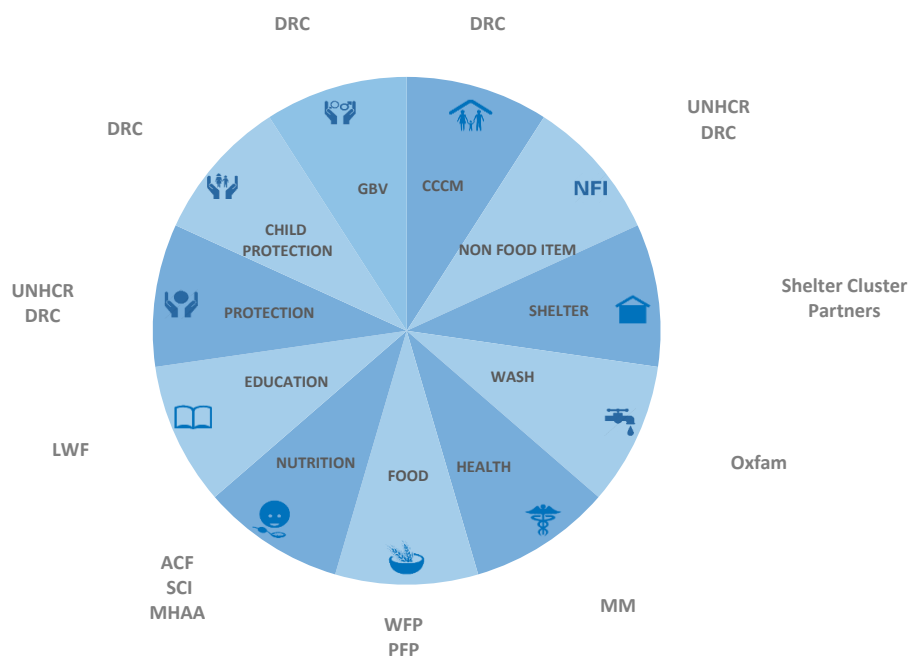 DRC
DRC
UNHCR
DRC
DRC
GBV
CCCM
NFI
CHILD
PROTECTION
NON FOOD ITEM
UNHCR
DRC
PROTECTION
SHELTER
Shelter Cluster
Partners
EDUCATION
WASH
LWF
NUTRITION
FOOD
HEALTH
Oxfam
ACF
SCI
MHAA
WFP
PFP
MM